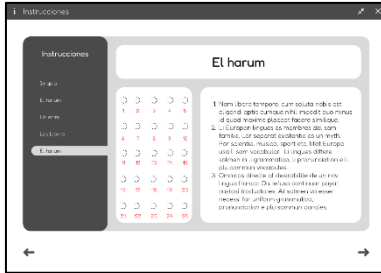 i Instrucciones
Instrucciones
Sequi a
El harum
Un enim
Les Libero
El harum
El harum
1 2 3 4 5
6 7 8 9 10
11 12 13 14 15
16 17 18 19 20
21 22 23 24 25
1. Nam libero tempore, cum soluta nobis est
eligendi optio cumque nihil impedit quo minus
id quod maxime placeat facere similique.
2. Li Europan lingues es membres del sam
familie. Lor separat existentie es un myth.
Por scientie, musica, sport etc, litot Europa
usa li sam vocabular. Li lingues differe
solmen in li grammatica, li pronunciation e li
plu commun vocabules.
3. Omnicos directe al desirabilite de un nov
lingua franca: On refusa continuar payar
custosi traductores. At solmen va esser
necessi far uniform grammatica,
pronunciation e plu sommun paroles.